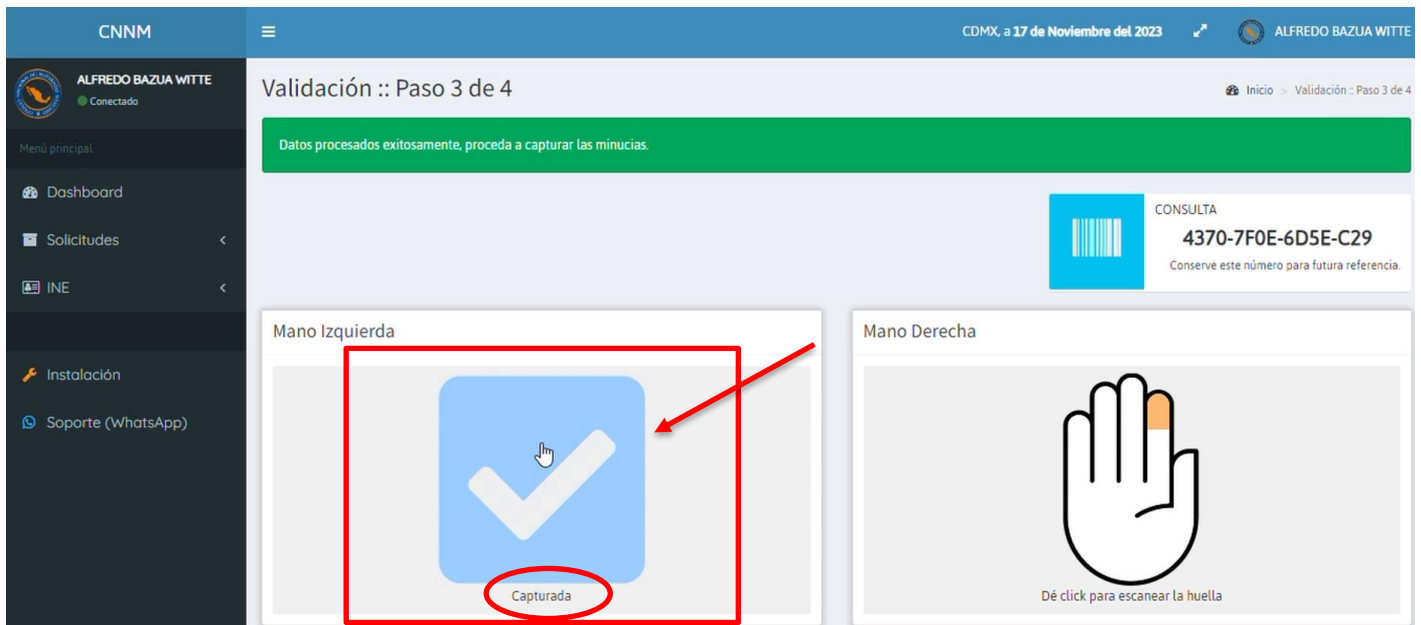 CNNM
CDMX, a 17 de Noviembre del 2023
ALFREDO BAZUA WITTE
ALFREDO BAZUA WITTE
Conectado
Validación :: Paso 3 de 4
Inicio > Validación :: Paso 3 de 4
Menú principal
Datos procesados exitosamente, proceda a capturar las minucias.
Dashboard
Solicitudes
INE
Instalación
Soporte (WhatsApp)
CONSULTA
4370-7F0E-6D5E-C29
Conserve este número para futura referencia.
Mano Izquierda
Capturada
Mano Derecha
Dé click para escanear la huella